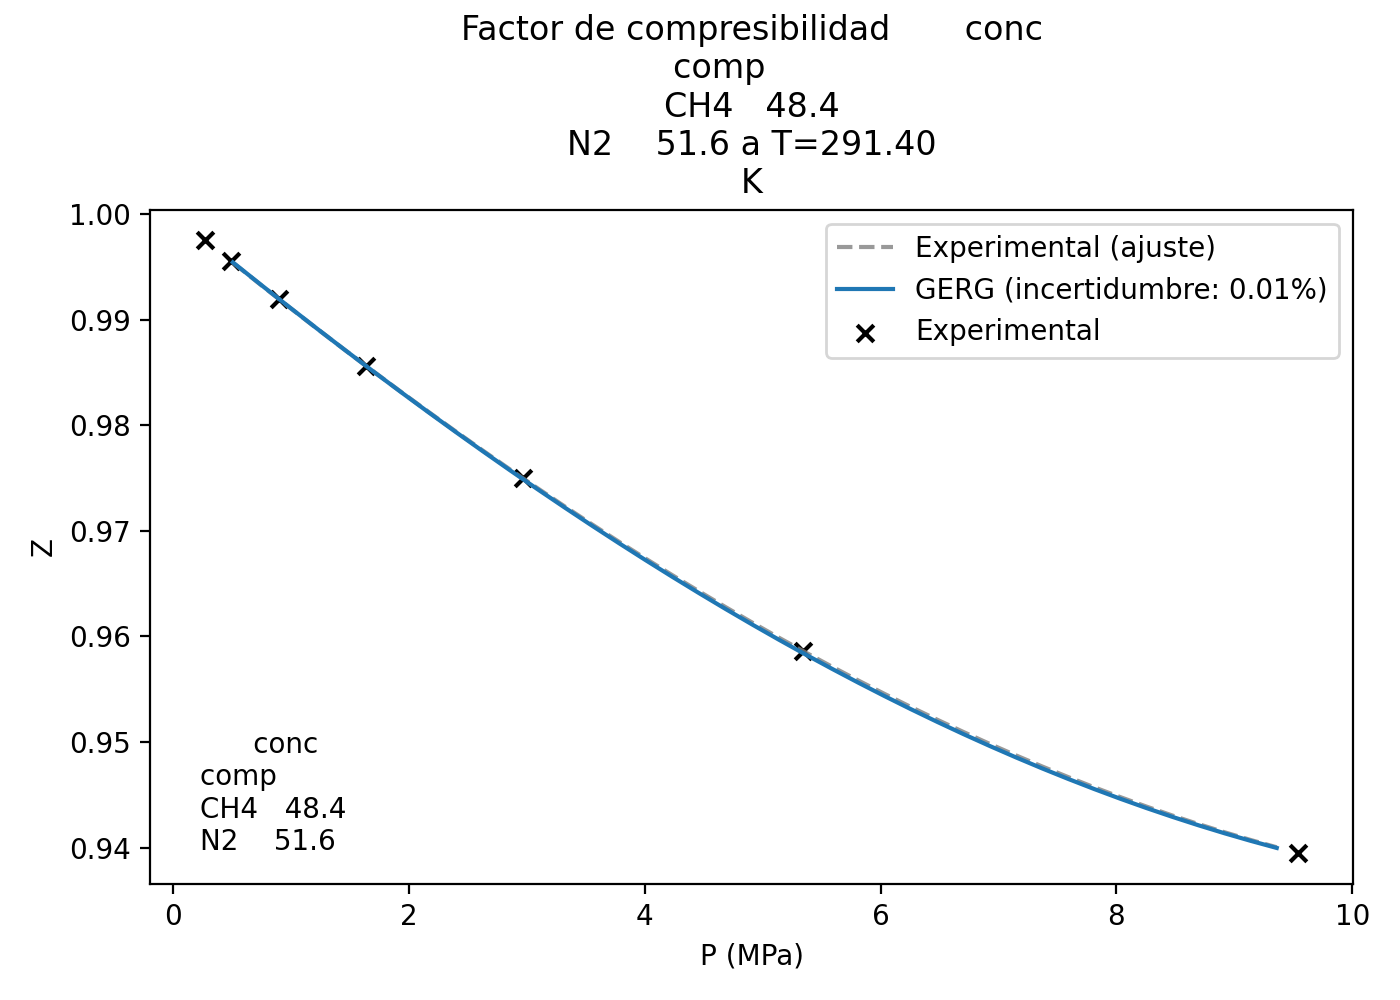 Factor de compresibilidad conc
comp
CH4 48.4
N2 51.6 a T=291.40
K
1.00
0.99
0.98
0.97
0.96
0.95
0.94
Z
Experimental (ajuste)
GERG (incertidumbre: 0.01%)
Experimental
conc
comp
CH4 48.4
N2 51.6
0 2 4 6 8 10
P (MPa)